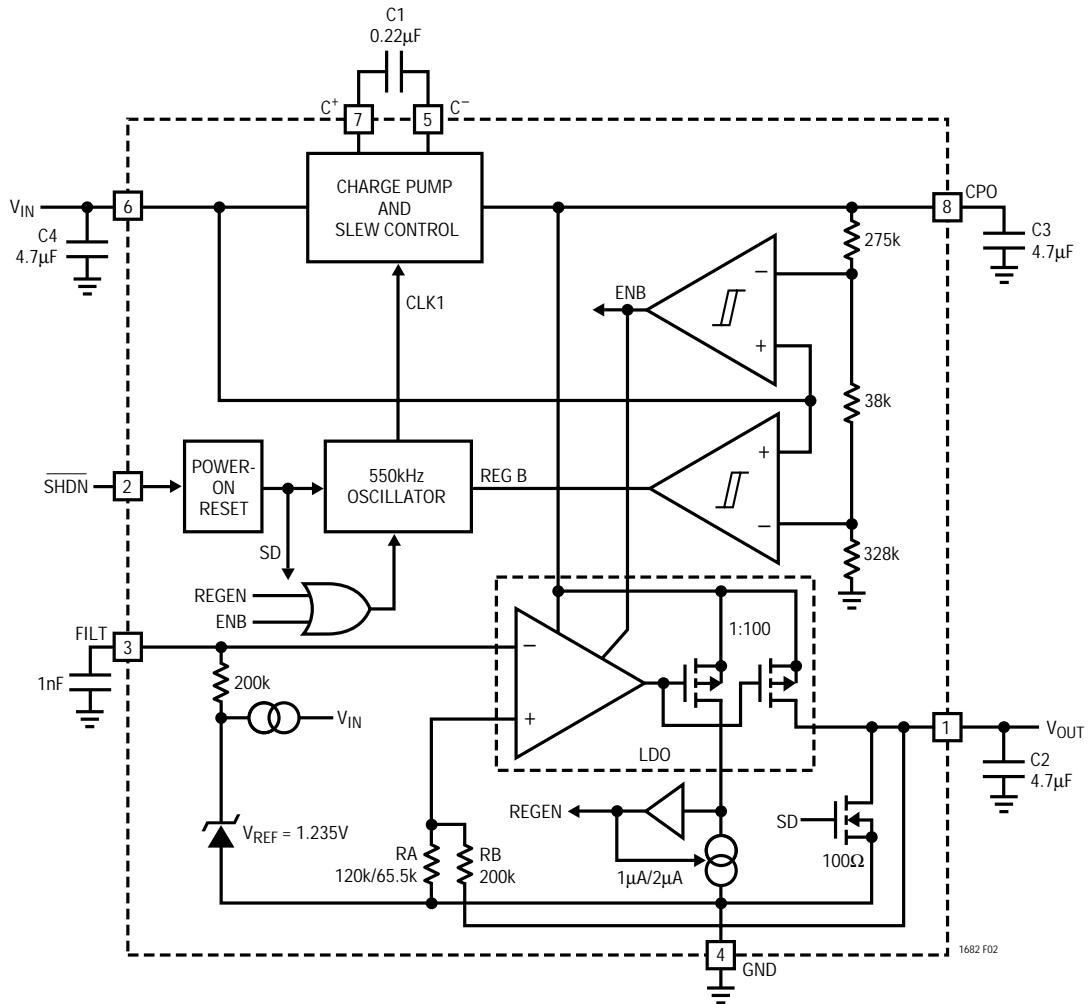 C1
0.22µF
C+
7
5
C−
CHARGE PUMP
AND
SLEW CONTROL
VIN
6
C4
4.7µF
8
CPO
C3
4.7µF
275k
−
+
ENB
CLK1
38k
SHDN
2
POWER-
ON
RESET
550kHz
OSCILLATOR
REG B
+
−
328k
SD
REGEN
ENB
FILT
3
1nF
200k
VIN
−
+
1:100
LDO
1
VOUT
C2
4.7µF
REGEN
SD
100Ω
VREF = 1.235V
RA
120k/65.5k
RB
200k
1µA/2µA
4
GND
1682 F02